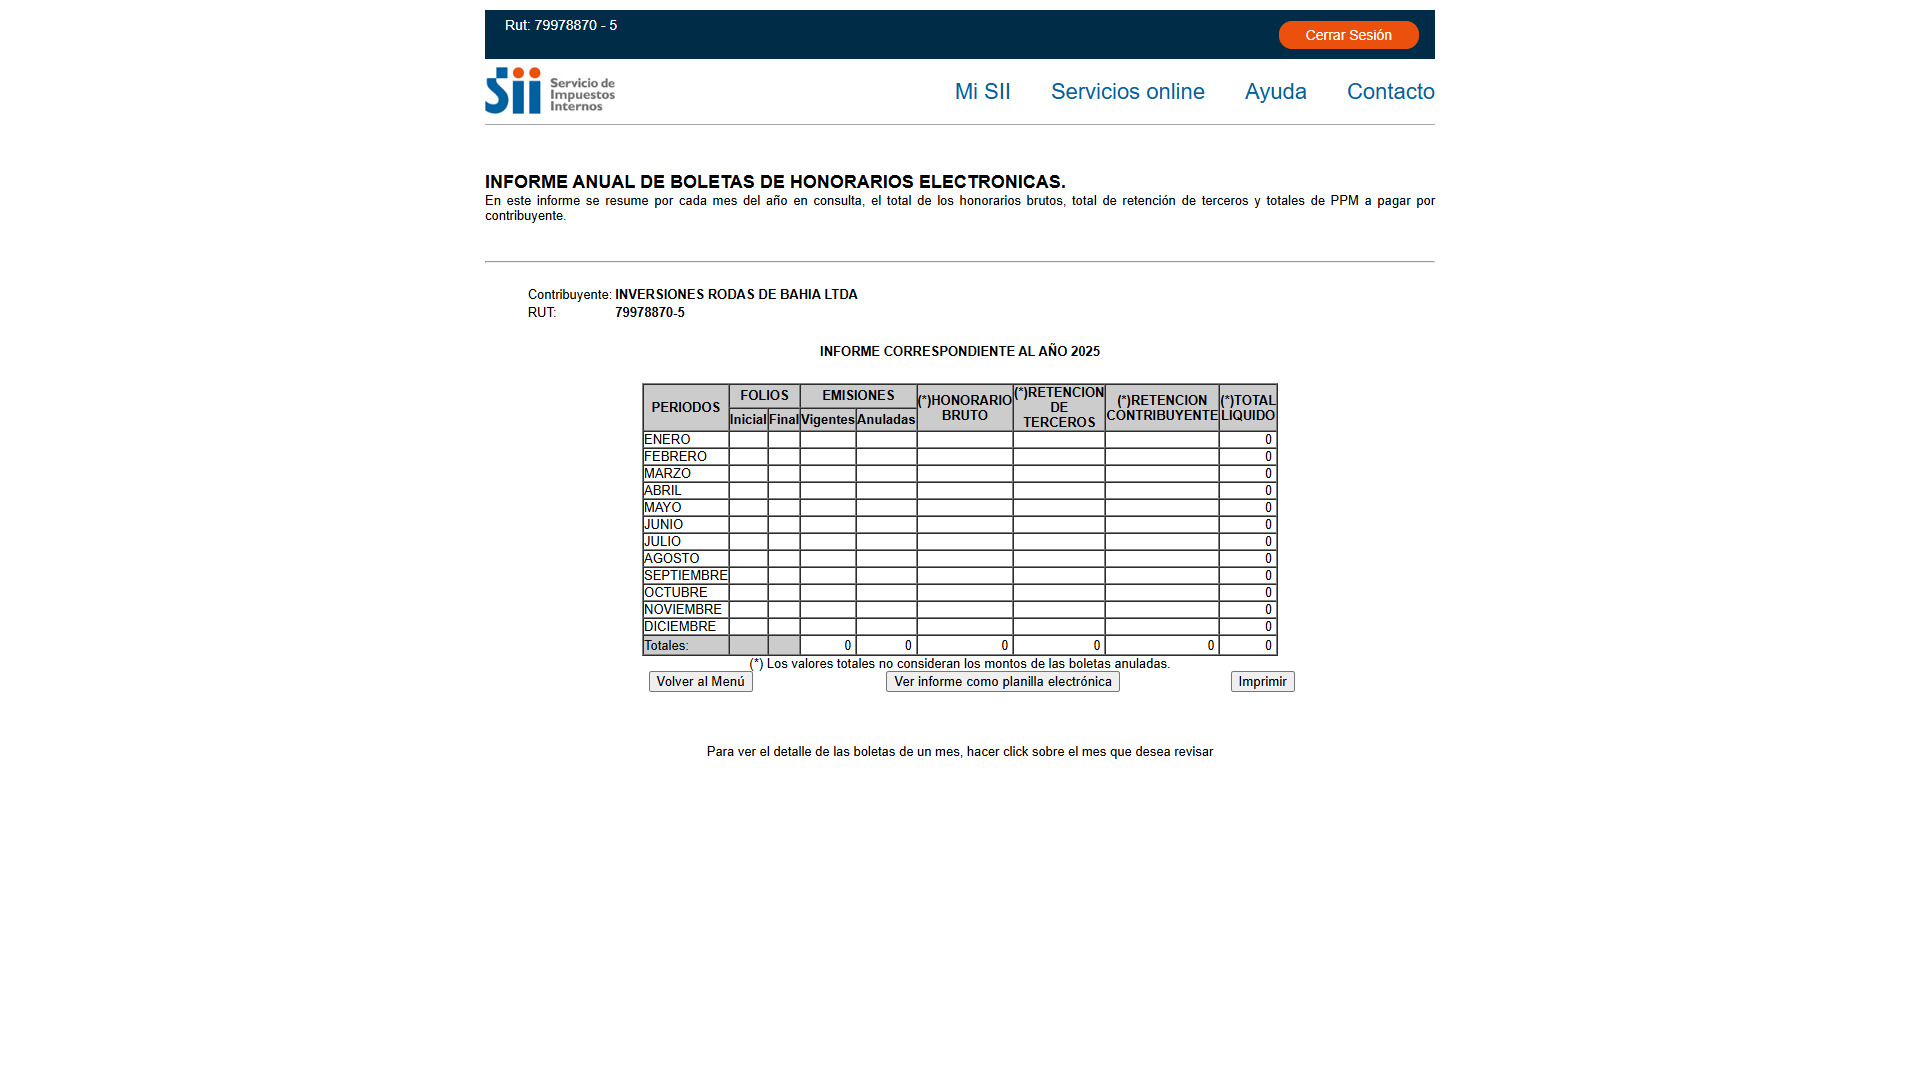 Rut: 79978870 - 5
Cerrar Sesión
Sii Servicio de
Impuestos
Internos
Mi SII
Servicios online
Ayuda
Contacto
INFORME ANUAL DE BOLETAS DE HONORARIOS ELECTRONICAS.
En este informe se resume por cada mes del año en consulta, el total de los honorarios brutos, total de retención de terceros y totales de PPM a pagar por
contribuyente.
Contribuyente: INVERSIONES RODAS DE BAHIA LTDA
RUT: 79978870-5
INFORME CORRESPONDIENTE AL AÑO 2025
PERIODOS FOLIOS EMISIONES (*)HONORARIO BRUTO (*)RETENCION DE TERCEROS (*)RETENCION CONTRIBUYENTE (*)TOTAL LIQUIDO
Inicial Final Vigentes Anuladas
ENERO 0
FEBRERO 0
MARZO 0
ABRIL 0
MAYO 0
JUNIO 0
JULIO 0
AGOSTO 0
SEPTIEMBRE 0
OCTUBRE 0
NOVIEMBRE 0
DICIEMBRE 0
Totales: 0 0 0 0 0 0
(*) Los valores totales no consideran los montos de las boletas anuladas.
Volver al Menú
Ver informe como planilla electrónica
Imprimir
Para ver el detalle de las boletas de un mes, hacer click sobre el mes que desea revisar